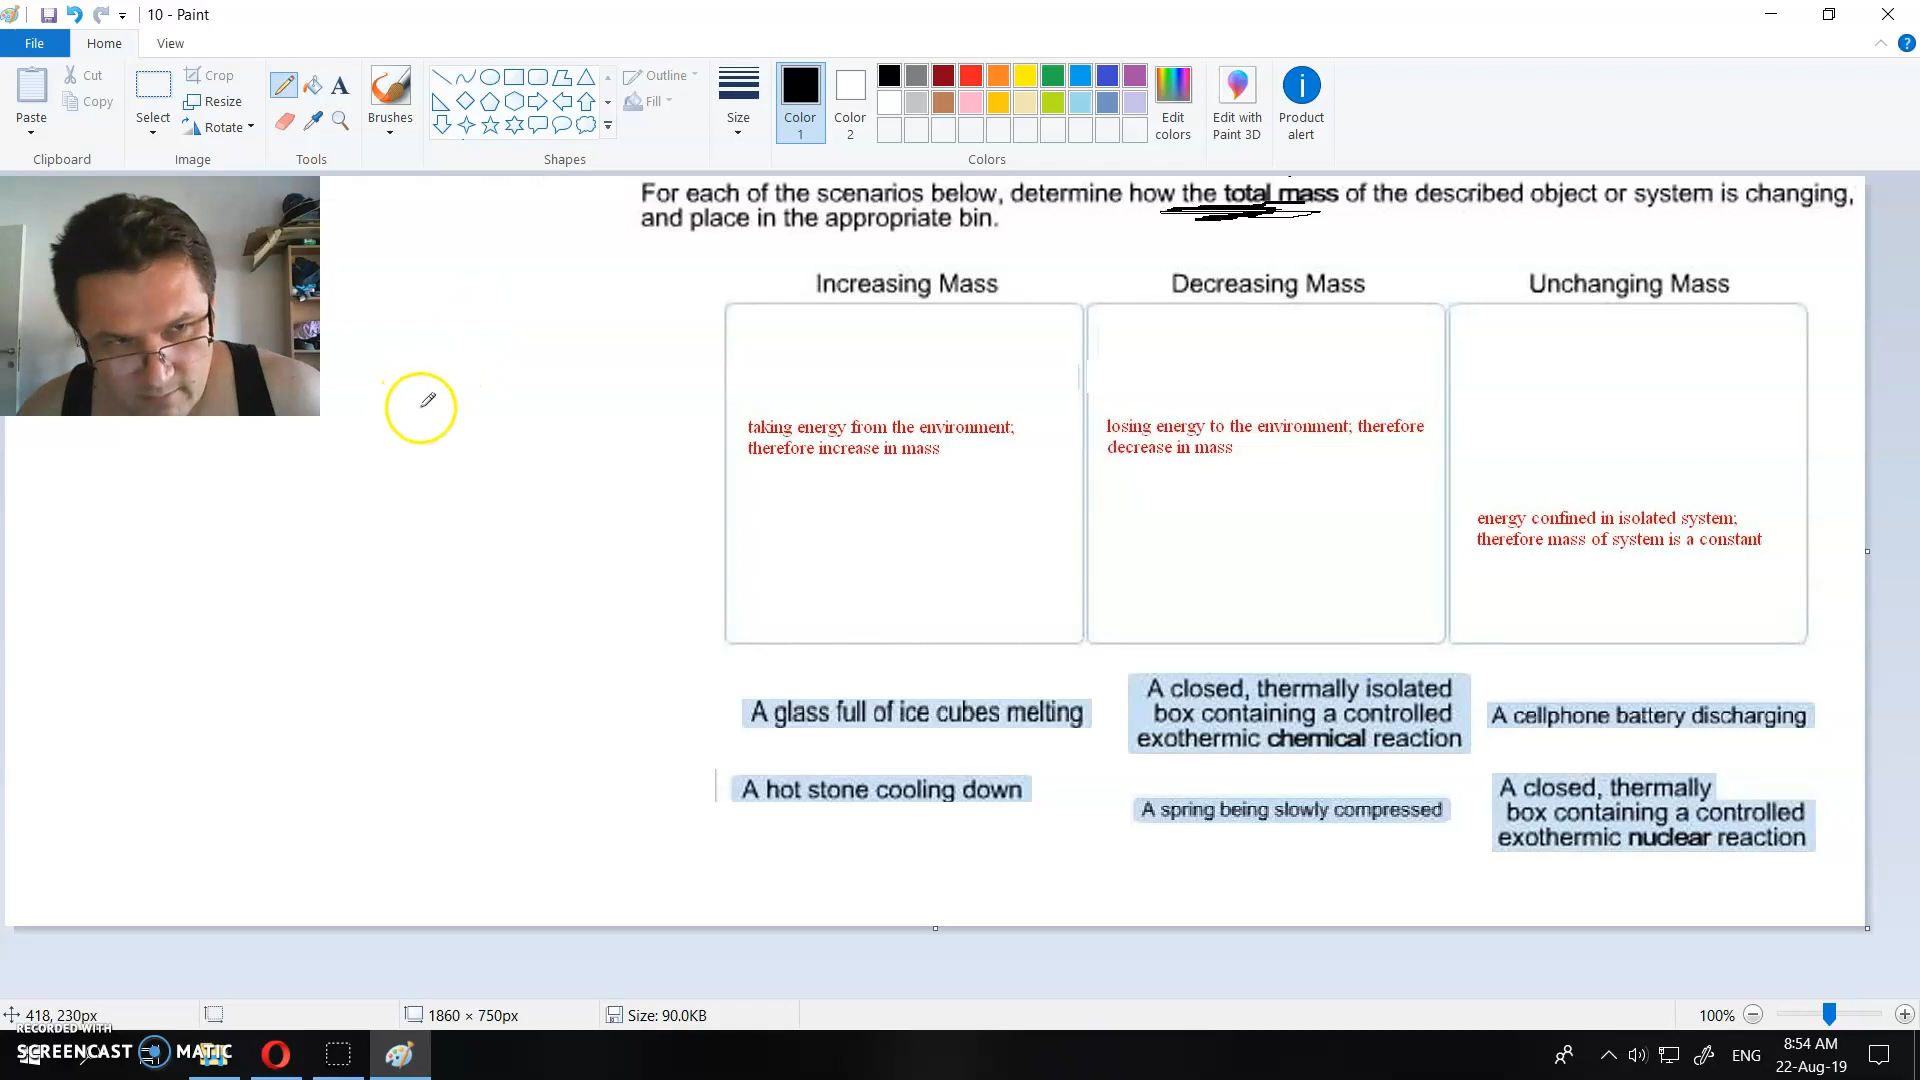 10 - Paint
File
Home
View
Paste
Cut
Copy
Clipboard
Select
Crop
Resize
Rotate
Image
Tools
Brushes
Shapes
Outline
Fill
Size
Color
1
Color
2
Colors
Edit
colors
Edit with
Paint 3D
Product
alert
For each of the scenarios below, determine how the total mass of the described object or system is changing,
and place in the appropriate bin.
Increasing Mass
Decreasing Mass
Unchanging Mass
taking energy from the environment;
therefore increase in mass
losing energy to the environment; therefore
decrease in mass
energy confined in isolated system;
therefore mass of system is a constant
A glass full of ice cubes melting
A closed, thermally isolated
box containing a controlled
exothermic chemical reaction
A cellphone battery discharging
A hot stone cooling down
A spring being slowly compressed
A closed, thermally
box containing a controlled
exothermic nuclear reaction
418, 230px
1860 × 750px
Size: 90.0KB
100%
RECORDED WITH
SCREENCAST MATIC
ENG
8:54 AM
22-Aug-19